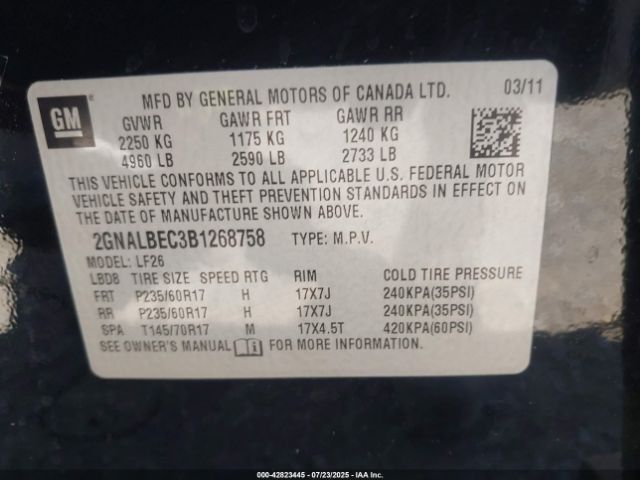 GM
MFD BY GENERAL MOTORS OF CANADA LTD. 03/11
GVWR GAWR FRT GAWR RR
2250 KG 1175 KG 1240 KG
4960 LB 2590 LB 2733 LB
THIS VEHICLE CONFORMS TO ALL APPLICABLE U.S. FEDERAL MOTOR
VEHICLE SAFETY AND THEFT PREVENTION STANDARDS IN EFFECT ON
THE DATE OF MANUFACTURE SHOWN ABOVE.
2GNALBEC3B1268758 TYPE: M.P.V.
MODEL: LF26
LBD8 TIRE SIZE SPEED RTG RIM COLD TIRE PRESSURE
FRT P235/60R17 H 17X7J 240KPA(35PSI)
RR P235/60R17 H 17X7J 240KPA(35PSI)
SPA T145/70R17 M 17X4.5T 420KPA(60PSI)
SEE OWNER'S MANUAL FOR MORE INFORMATION.
000-42823445 - 07/23/2025 - IAAI.com